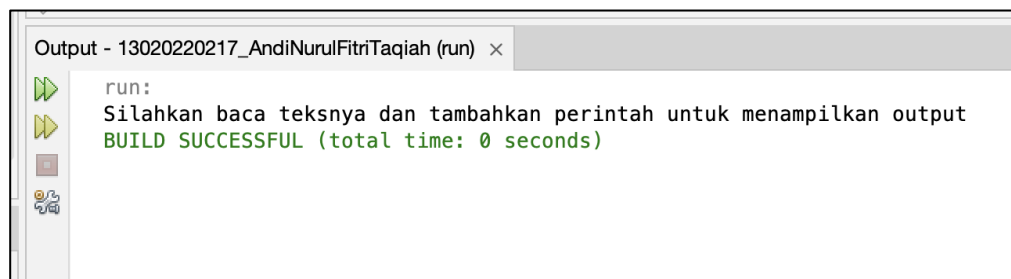 Output - 13020220217_AndiNurulFitriTaqiah (run)
run:
Silahkan baca teksnya dan tambahkan perintah untuk menampilkan output
BUILD SUCCESSFUL (total time: 0 seconds)